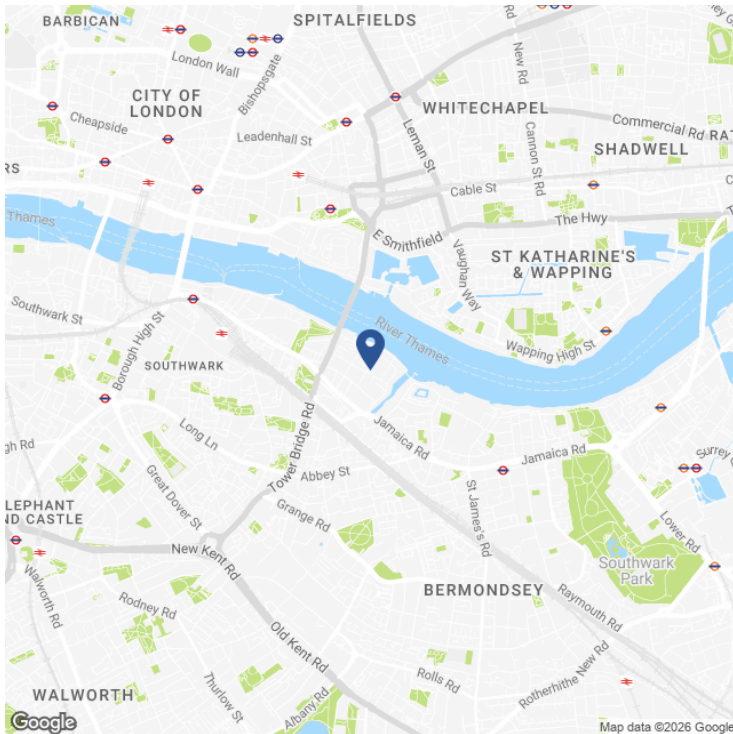 BARBICAN
SPITALFIELDS
New Rd
London Wall
Bishopsgate
CITY OF
LONDON
Cheapside
WHITECHAPEL
Leadenhall St
Leman St
Commercial Rd
Cannon St Rd
SHADWELL
Cable St
Thames
E Smithfield
The Hwy
Vaughan Way
ST KATHARINE'S
& WAPPING
Southwark St
Borough High St
River Thames
Wapping High St
SOUTHWARK
Tower Bridge Rd
Long Ln
Jamaica Rd
Jamaica Rd
Abbey St
Great Dover St
Grange Rd
St James's Rd
Lower Rd
ELEPHANT
AND CASTLE
New Kent Rd
Southwark
Park
Walworth Rd
Rodney Rd
BERMONDSEY
Raymouth Rd
Old Kent Rd
Rotherhithe New Rd
Rolls Rd
Thurlow St
Albany Rd
WALWORTH
Google
Map data ©2026 Google